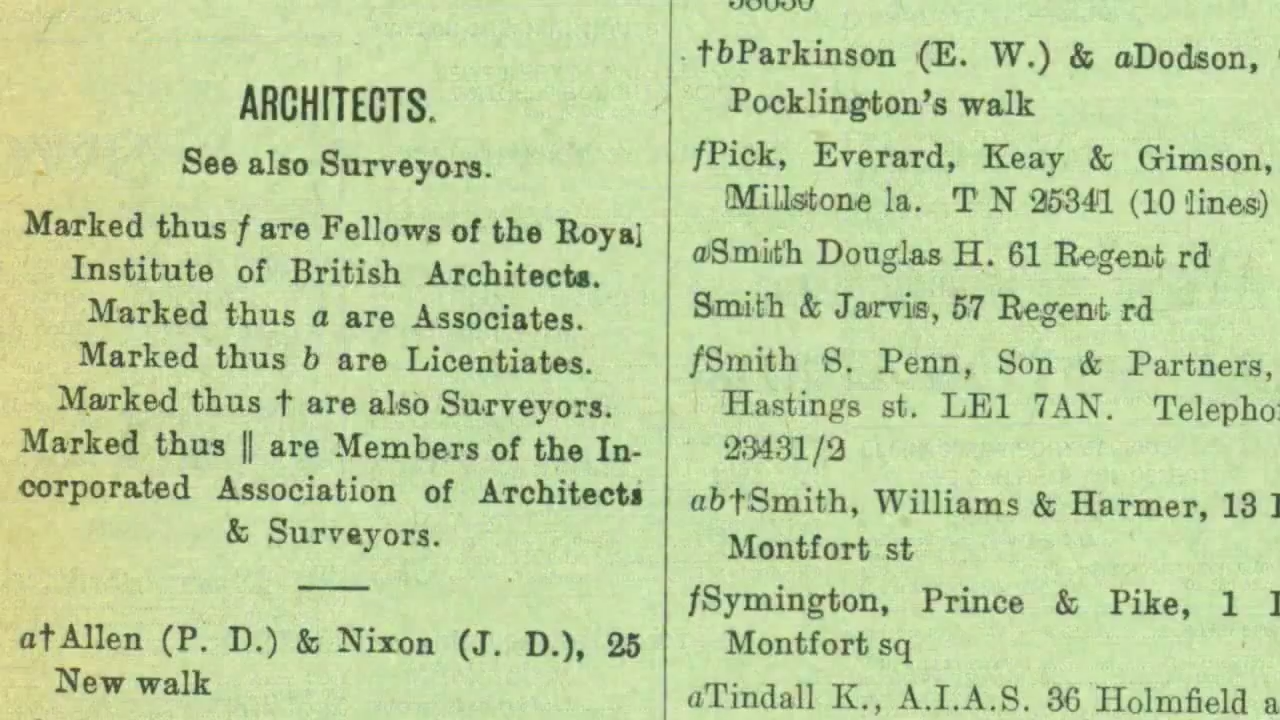 ARCHITECTS.
See also Surveyors.
Marked thus f are Fellows of the Royal
Institute of British Architects.
Marked thus a are Associates.
Marked thus b are Licentiates.
Marked thus † are also Surveyors.
Marked thus || are Members of the In-
corporated Association of Architects
& Surveyors.
a†Allen (P. D.) & Nixon (J. D.), 25
New walk
†bParkinson (E. W.) & aDodson,
Pocklington's walk
fPick, Everard, Keay & Gimson,
Millstone la. T N 25341 (10 lines)
aSmith Douglas H. 61 Regent rd
Smith & Jarvis, 57 Regent rd
fSmith S. Penn, Son & Partners,
Hastings st. LE1 7AN.
23431/2
ab†Smith, Williams & Harmer, 13
Montfort st
fSymington, Prince & Pike, 1
Montfort sq
aTindall K., A.I.A.S. 36 Holmfield